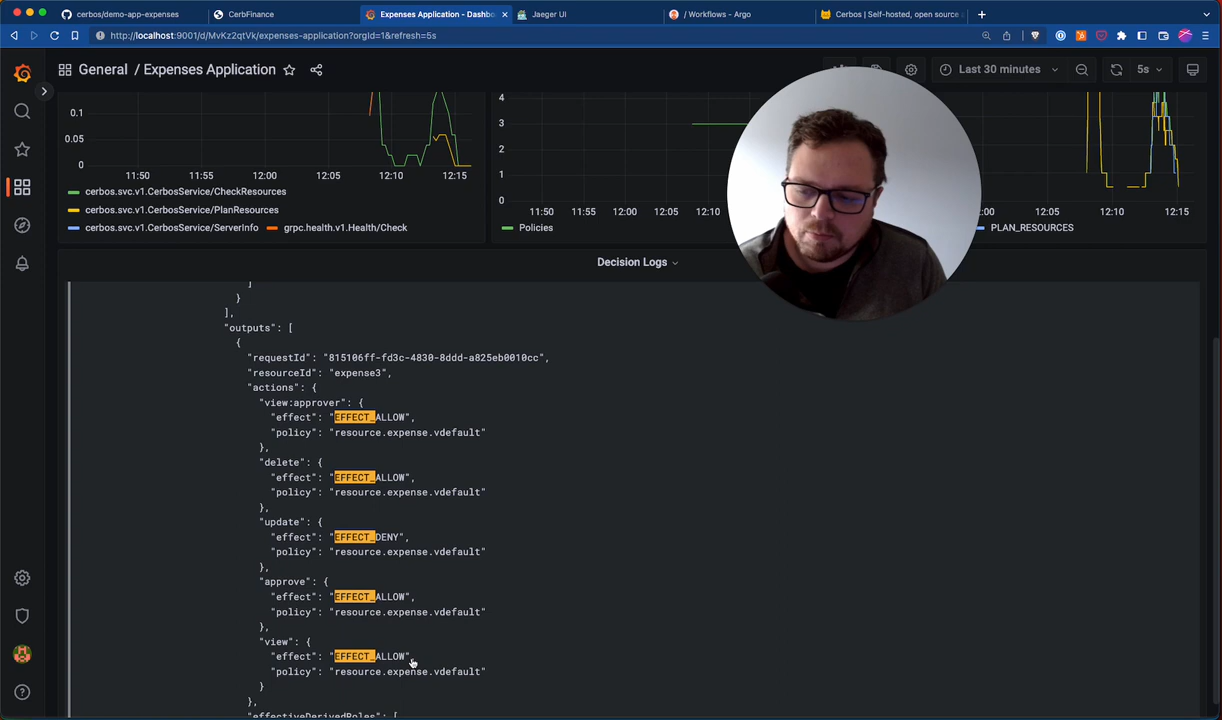 cerbos/demo-app-expenses
CerbFinance
Expenses Application - Dashbo
Jaeger UI
/ Workflows - Argo
Cerbos | Self-hosted, open source
http://localhost:9001/d/MvKz2qtVk/expenses-application?orgId=1&refresh=5s
General / Expenses Application
Last 30 minutes
5s
0.1
0.05
0
11:50 11:55 12:00 12:05 12:10 12:15
cerbos.svc.v1.CerbosService/CheckResources
cerbos.svc.v1.CerbosService/PlanResources
cerbos.svc.v1.CerbosService/ServerInfo
grpc.health.v1.Health/Check
4
3
2
1
0
11:50 11:55 12:00 12:05 12:10
Policies
12:05 12:10 12:15
PLAN_RESOURCES
Decision Logs
]
}
],
"outputs": [
{
"requestId": "815106ff-fd3c-4830-8ddd-a825eb0010cc",
"resourceId": "expense3",
"actions": {
"view:approver": {
"effect": "EFFECT_ALLOW",
"policy": "resource.expense.vdefault"
},
"delete": {
"effect": "EFFECT_ALLOW",
"policy": "resource.expense.vdefault"
},
"update": {
"effect": "EFFECT_DENY",
"policy": "resource.expense.vdefault"
},
"approve": {
"effect": "EFFECT_ALLOW",
"policy": "resource.expense.vdefault"
},
"view": {
"effect": "EFFECT_ALLOW",
"policy": "resource.expense.vdefault"
}
},
"effectiveDerivedRoles": [